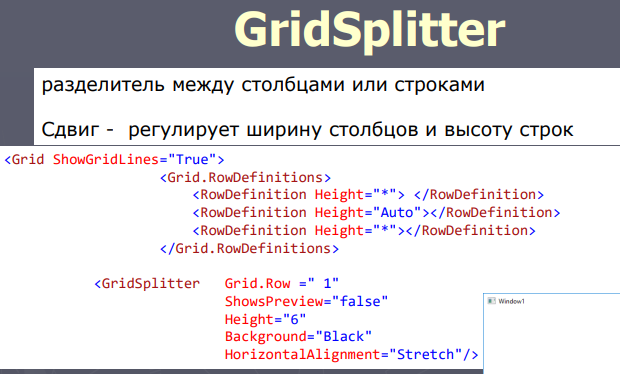 GridSplitter
разделитель между столбцами или строками
Сдвиг - регулирует ширину столбцов и высоту строк
<Grid ShowGridLines="True">
<Grid.RowDefinitions>
<RowDefinition Height="*"> </RowDefinition>
<RowDefinition Height="Auto"></RowDefinition>
<RowDefinition Height="*"></RowDefinition>
</Grid.RowDefinitions>
<GridSplitter Grid.Row =" 1"
ShowsPreview="false"
Height="6"
Background="Black"
HorizontalAlignment="Stretch"/>
Window1